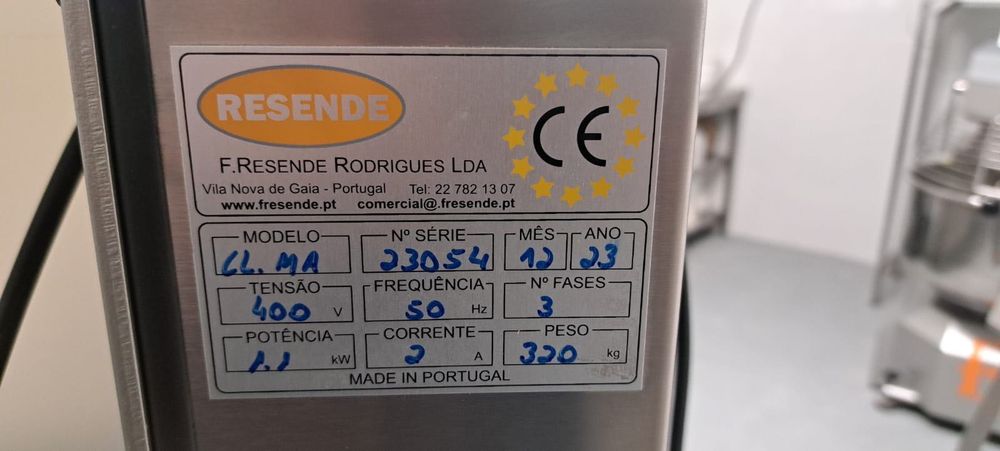 RESENDE
CE
F.RESENDE RODRIGUES LDA
Vila Nova de Gaia - Portugal Tel: 22 782 13 07
www.fresende.pt comercial@.fresende.pt
MODELO Nº SÉRIE MÊS ANO
CL.MA 23054 12 23
TENSÃO FREQUÊNCIA Nº FASES
400 V 50 Hz 3
POTÊNCIA CORRENTE PESO
1.1 kW 2 A 320 kg
MADE IN PORTUGAL